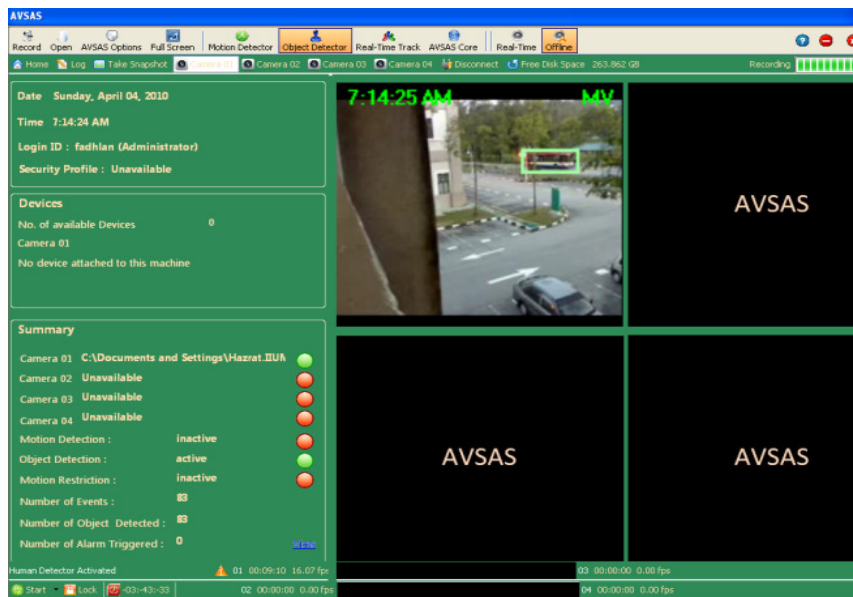 AVSAS
Record Open AVSAS Options Full Screen Motion Detector Object Detector Real-Time Track AVSAS Core Real-Time Offline
Home Log Take Snapshot Camera 01 Camera 02 Camera 03 Camera 04 Disconnect Free Disk Space 263.862 GB Recording
Date Sunday, April 04, 2010
Time 7:14:24 AM
Login ID : fadhlan (Administrator)
Security Profile : Unavailable
Devices
No. of available Devices 0
Camera 01
No device attached to this machine
Summary
Camera 01 C:\Documents and Settings\Hazrat.IIUM
Camera 02 Unavailable
Camera 03 Unavailable
Camera 04 Unavailable
Motion Detection : inactive
Object Detection : active
Motion Restriction : inactive
Number of Events : 83
Number of Object Detected : 83
Number of Alarm Triggered : 0
7:14:25 AM MV
AVSAS
AVSAS
AVSAS
Human Detector Activated 01 00:09:10 16.07 fps 03 00:00:00 0.00 fps
Start Lock -03:-43:-33 02 00:00:00 0.00 fps 04 00:00:00 0.00 fps